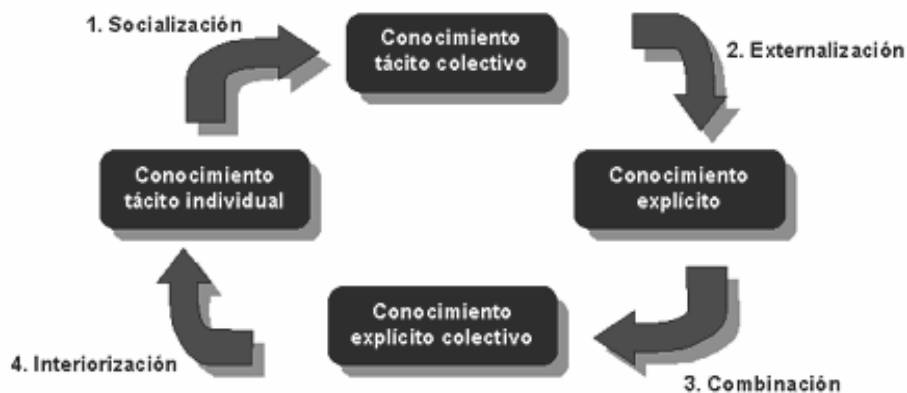 1. Socialización
Conocimiento
tácito colectivo
2. Externalización
Conocimiento
tácito individual
Conocimiento
explícito
Conocimiento
explícito colectivo
4. Interiorización
3. Combinación